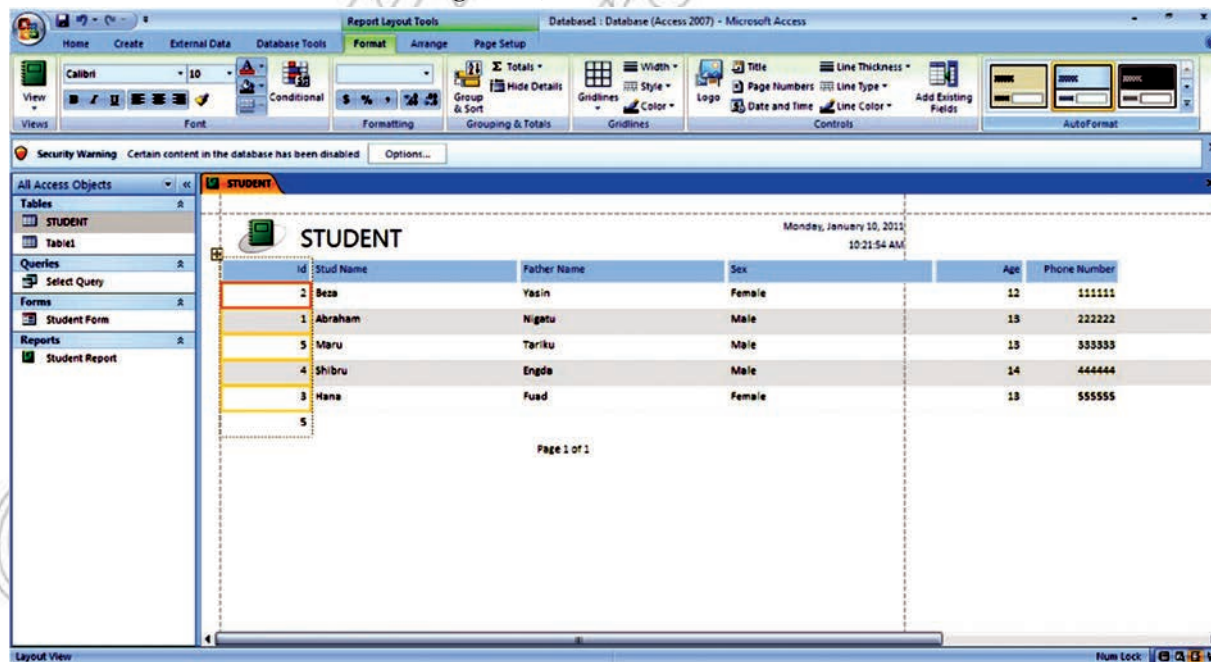 Report Layout Tools Database1 : Database (Access 2007) - Microsoft Access
Home Create External Data Database Tools Format Arrange Page Setup
Calibri 10 Σ Totals Width Title Line Thickness
Hide Details Style Page Numbers Line Type
View B I U Conditional $ % , Group & Sort Gridlines Color Logo Date and Time Line Color Add Existing Fields
Views Font Formatting Grouping & Totals Gridlines Controls AutoFormat
Security Warning Certain content in the database has been disabled Options...
All Access Objects
Tables
STUDENT
Table1
Queries
Select Query
Forms
Student Form
Reports
Student Report
STUDENT
STUDENT
Monday, January 10, 2011
10:21:54 AM
Id Stud Name Father Name Sex Age Phone Number
2 Beza Yasin Female 12 111111
1 Abraham Nigatu Male 13 222222
5 Maru Tariku Male 13 333333
4 Shibru Engda Male 14 444444
3 Hana Fuad Female 13 555555
5
Page 1 of 1
Layout View Num Lock